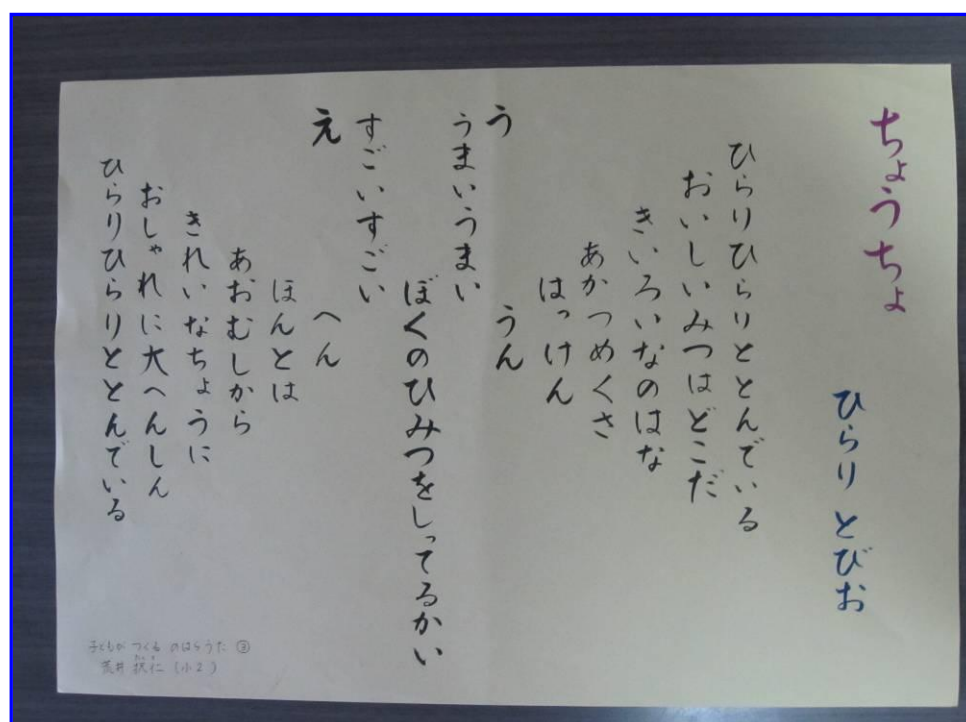 ちょうちょ
ひらり とびお
ひらりひらりととんでいる
おいしいみつはどこだ
きいろいなのはな
あかつめくさ
はっけん
う うん
うまいうまい
ぼくのひみつをしってるかい
すごいすごい
え へん
ほんとは
あおむしから
きれいなちょうに
おしゃれに大へんしん
ひらりひらりととんでいる
子どもが つくる のはらうた ③
荒井 仁 (小2)